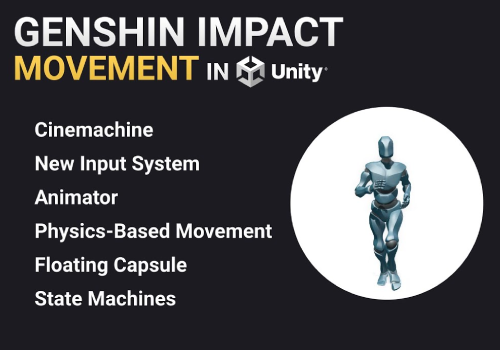 GENSHIN IMPACT
MOVEMENT IN Unity
Cinemachine
New Input System
Animator
Physics-Based Movement
Floating Capsule
State Machines